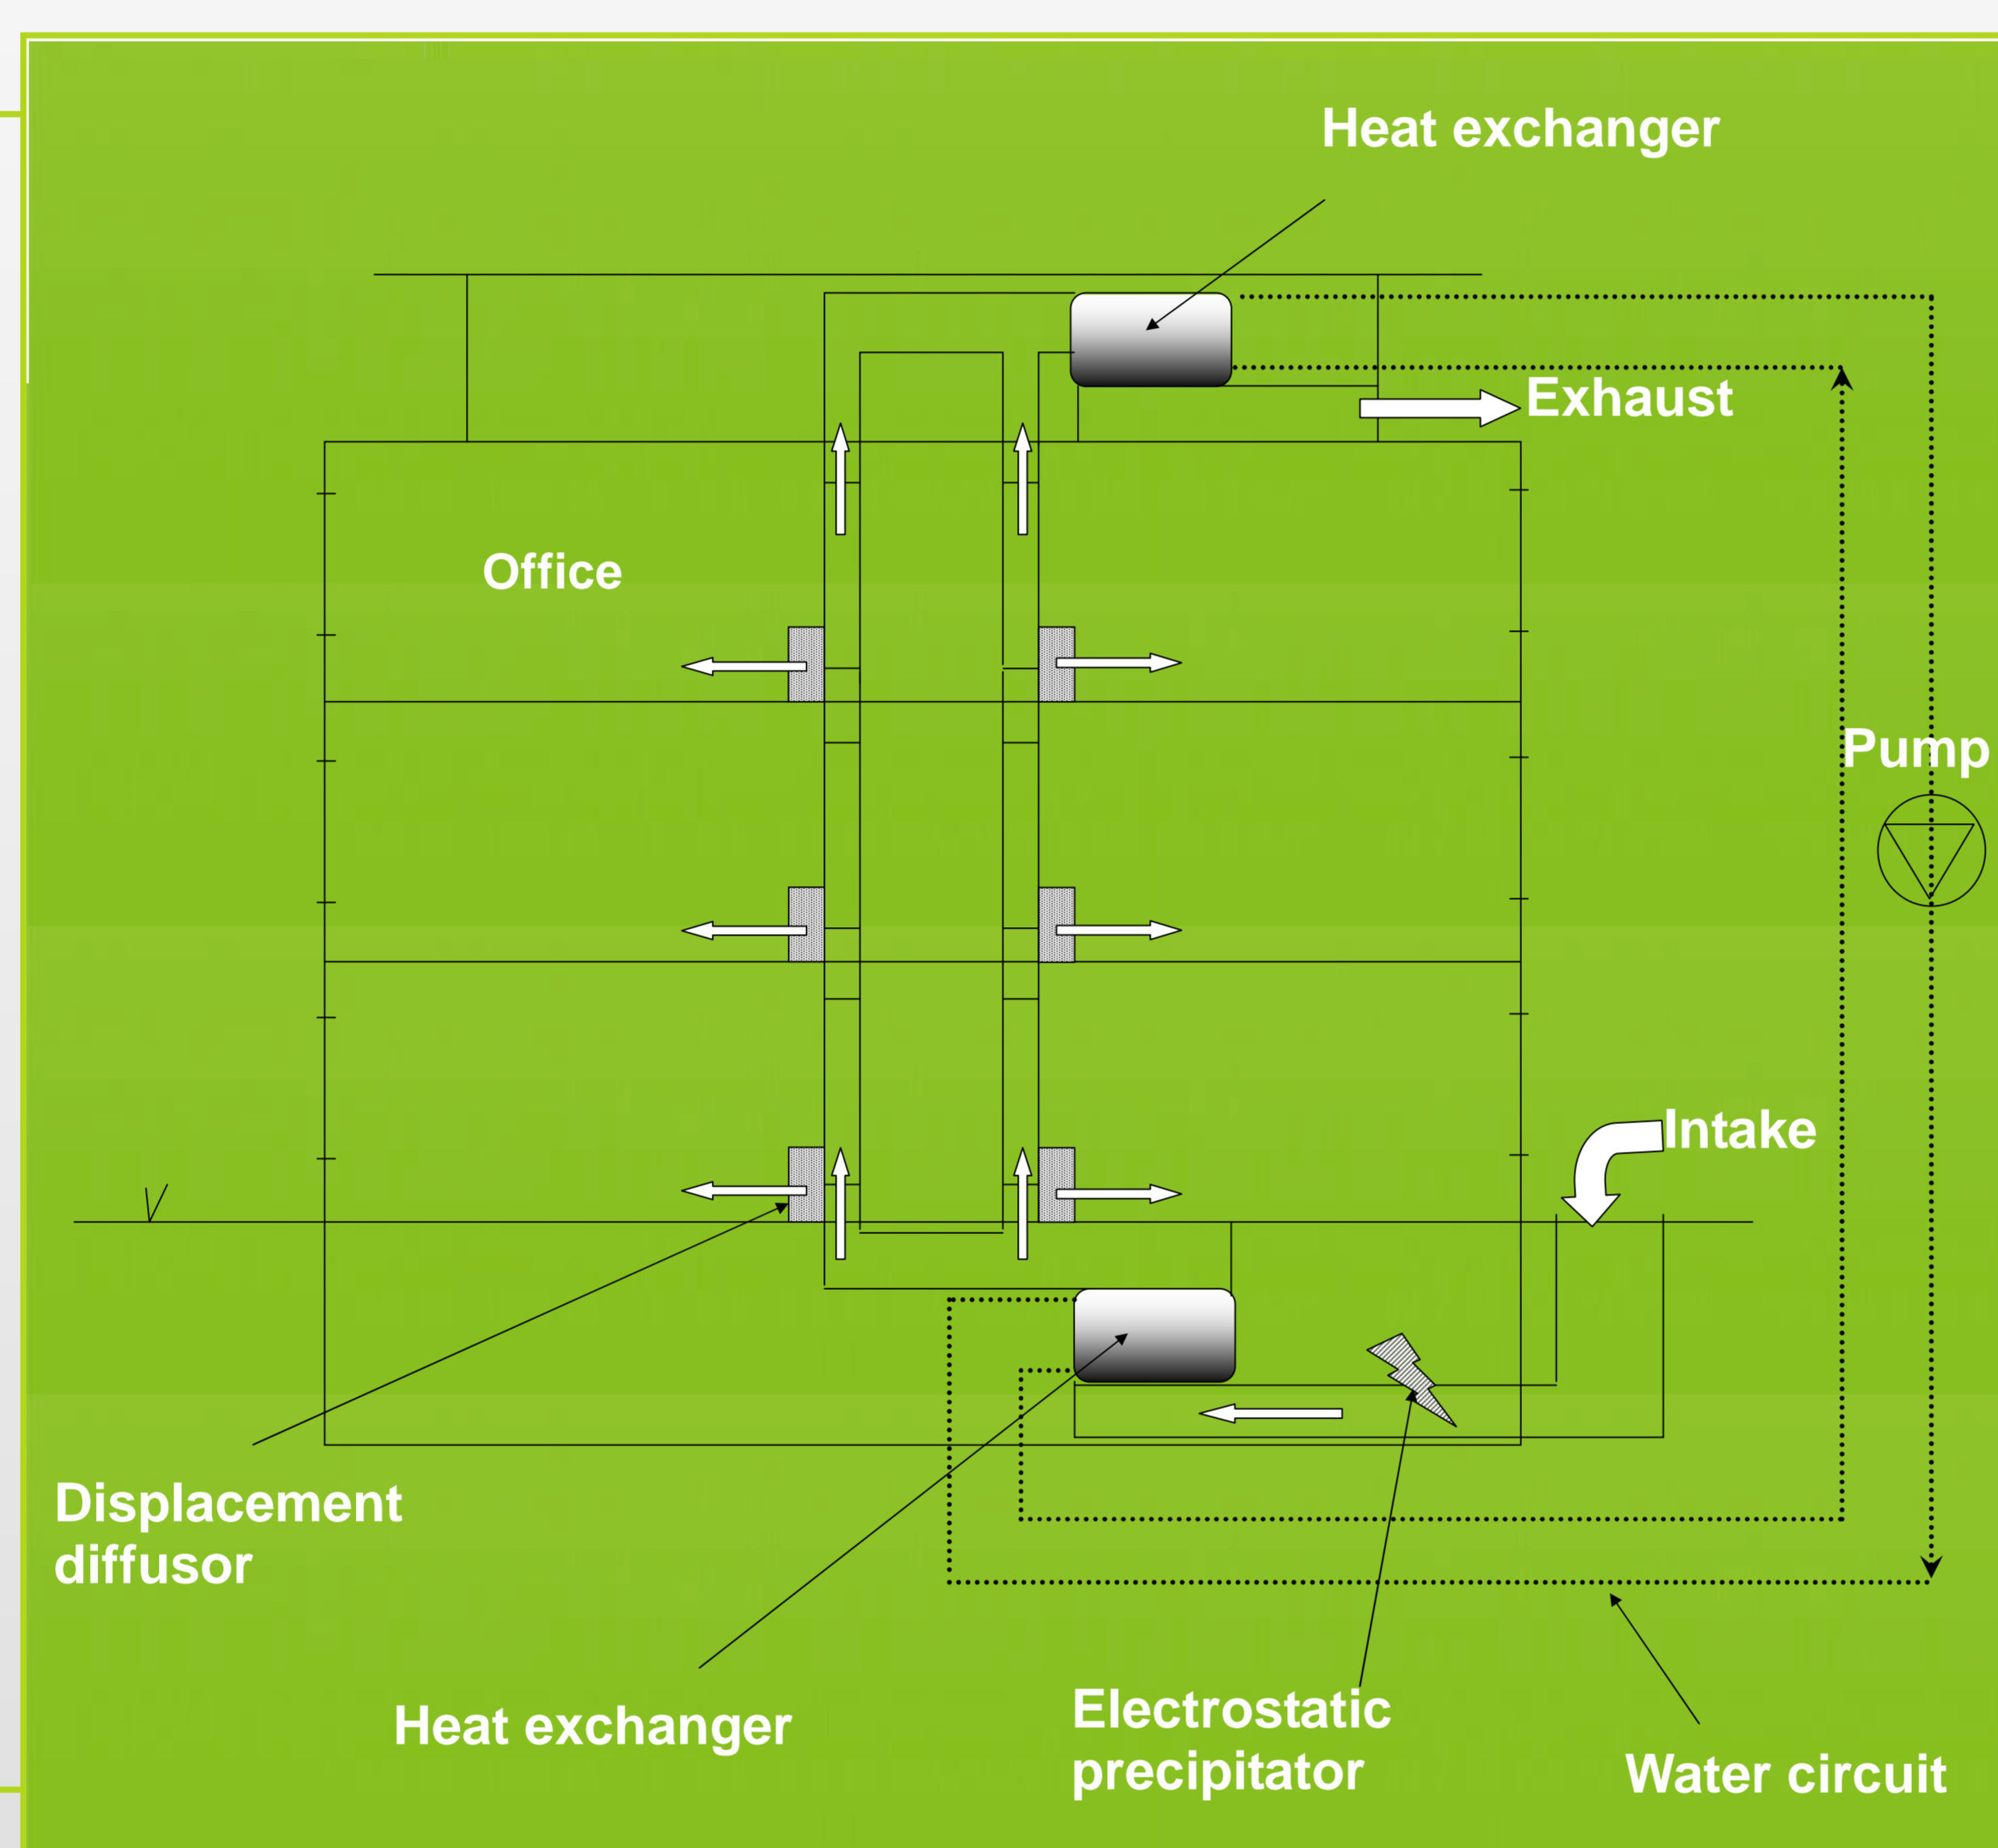 Heat exchanger
Exhaust
Office
Pump
Intake
Displacement
diffusor
Heat exchanger
Electrostatic
precipitator
Water circuit